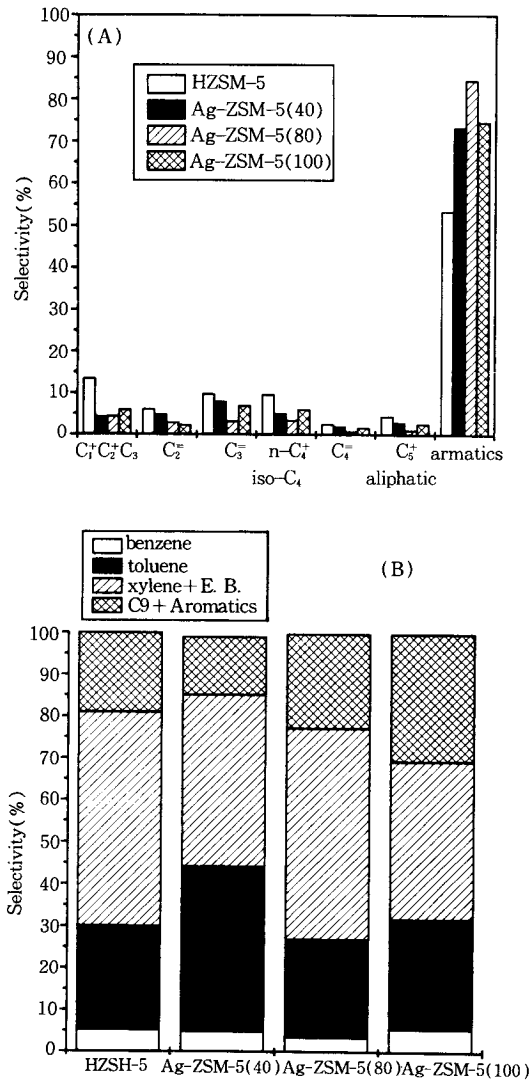 100
(A)
90
HZSM-5
Ag-ZSM-5(40)
80
Ag-ZSM-5(80)
Ag-ZSM-5(100)
70
60
50
40
30
20
10
0
Selectivity(%)
C₁⁺C₂⁺C₃ C₂⁼ C₃⁼ n-C₄⁺ C₄⁼ C₅⁺ armatics
iso-C₄ aliphatic
benzene
toluene
xylene+E. B.
C9+Aromatics
(B)
100
90
80
70
60
50
40
30
20
10
0
Selectivity(%)
HZSH-5 Ag-ZSM-5(40) Ag-ZSM-5(80) Ag-ZSM-5(100)